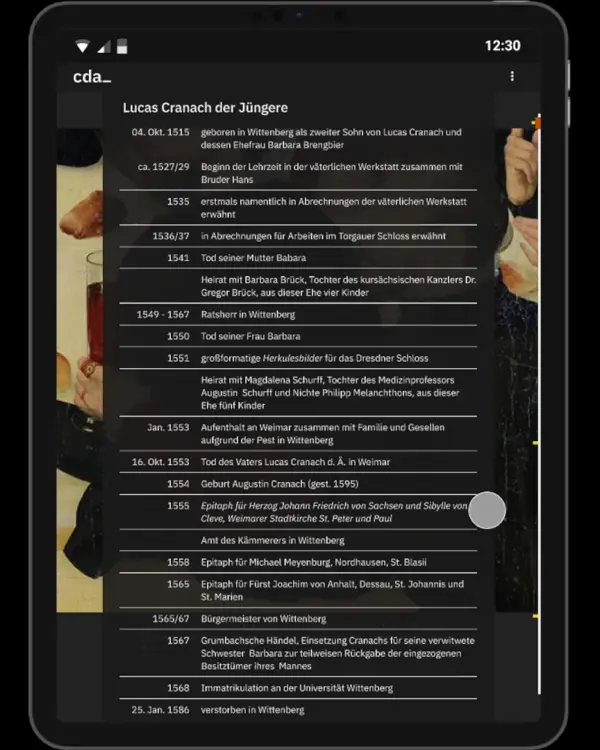 12:30
cda_
Lucas Cranach der Jüngere
04. Okt. 1515 geboren in Wittenberg als zweiter Sohn von Lucas Cranach und
dessen Ehefrau Barbara Brengbier
ca. 1527/29 Beginn der Lehrzeit in der väterlichen Werkstatt zusammen mit
Bruder Hans
1535 erstmals namentlich in Abrechnungen der väterlichen Werkstatt
erwähnt
1536/37 in Abrechnungen für Arbeiten im Torgauer Schloss erwähnt
1541 Tod seiner Mutter Babara
Heirat mit Barbara Brück, Tochter des kursächsischen Kanzlers Dr.
Gregor Brück, aus dieser Ehe vier Kinder
1549 - 1567 Ratsherr in Wittenberg
1550 Tod seiner Frau Barbara
1551 großformatige Herkulesbilder für das Dresdner Schloss
Heirat mit Magdalena Schurff, Tochter des Medizinprofessors
Augustin Schurff und Nichte Philipp Melanchthons, aus dieser
Ehe fünf Kinder
Jan. 1553 Aufenthalt an Weimar zusammen mit Familie und Gesellen
aufgrund der Pest in Wittenberg
16. Okt. 1553 Tod des Vaters Lucas Cranach d. Ä. in Weimar
1554 Geburt Augustin Cranach (gest. 1595)
1555 Epitaph für Herzog Johann Friedrich von Sachsen und Sibylle von
Cleve, Weimarer Stadtkirche St. Peter und Paul
Amt des Kämmerers in Wittenberg
1558 Epitaph für Michael Meyenburg, Nordhausen, St. Blasii
1565 Epitaph für Fürst Joachim von Anhalt, Dessau, St. Johannis und
St. Marien
1565/67 Bürgermeister von Wittenberg
1567 Grumbachsche Händel, Einsetzung Cranachs für seine verwitwete
Schwester Barbara zur teilweisen Rückgabe der eingezogenen
Besitztümer ihres Mannes
1568 Immatrikulation an der Universität Wittenberg
25. Jan. 1586 verstorben in Wittenberg